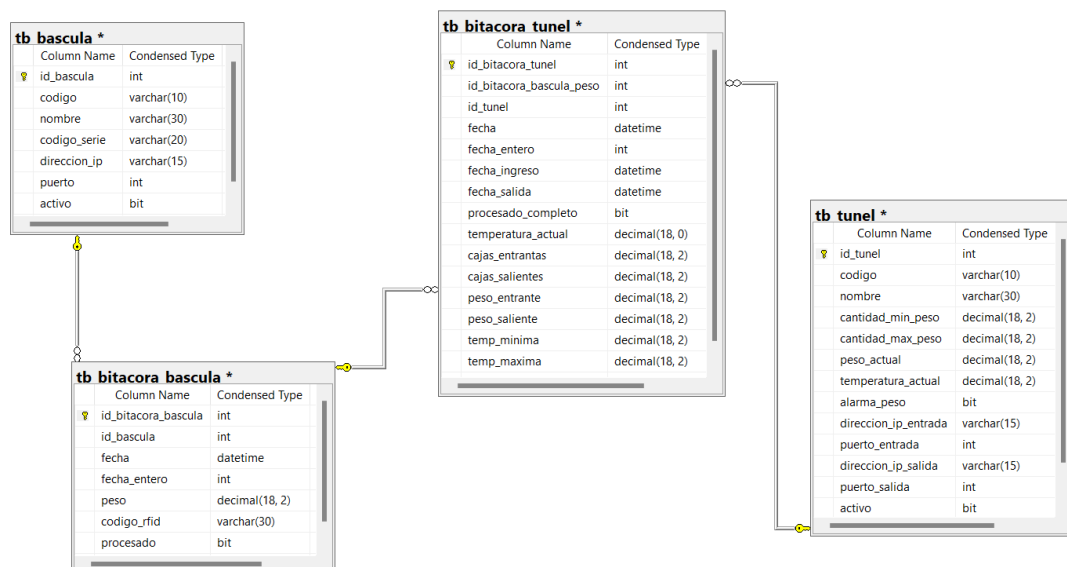 tb_bascula *
Column Name Condensed Type
id_bascula int
codigo varchar(10)
nombre varchar(30)
codigo_serie varchar(20)
direccion_ip varchar(15)
puerto int
activo bit
tb_bitacora_tunel *
Column Name Condensed Type
id_bitacora_tunel int
id_bitacora_bascula_peso int
id_tunel int
fecha datetime
fecha_entero int
fecha_ingreso datetime
fecha_salida datetime
procesado_completo bit
temperatura_actual decimal(18, 0)
cajas_entrantas decimal(18, 2)
cajas_salientes decimal(18, 2)
peso_entrante decimal(18, 2)
peso_saliente decimal(18, 2)
temp_minima decimal(18, 2)
temp_maxima decimal(18, 2)
tb_tunel *
Column Name Condensed Type
id_tunel int
codigo varchar(10)
nombre varchar(30)
cantidad_min_peso decimal(18, 2)
cantidad_max_peso decimal(18, 2)
peso_actual decimal(18, 2)
temperatura_actual decimal(18, 2)
alarma_peso bit
direccion_ip_entrada varchar(15)
puerto_entrada int
direccion_ip_salida varchar(15)
puerto_salida int
activo bit
tb_bitacora_bascula *
Column Name Condensed Type
id_bitacora_bascula int
id_bascula int
fecha datetime
fecha_entero int
peso decimal(18, 2)
codigo_rfid varchar(30)
procesado bit